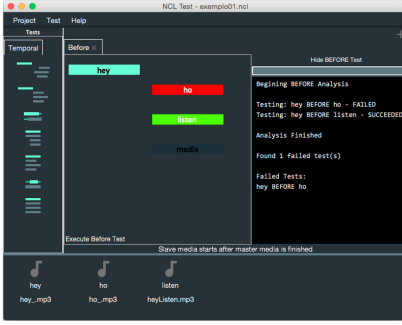 NCL Test - exemplo01.ncl
Project Test Help
Tests
Temporal
Before ×
hey
ho
listen
media
Execute Before Test
Hide BEFORE Test
Begining BEFORE Analysis
Testing: hey BEFORE ho - FAILED
Testing: hey BEFORE listen - SUCCEEDED
Analysis Finished
Found 1 failed test(s)
Failed Tests:
hey BEFORE ho
Slave media starts after master media is finished
hey ho listen
hey_.mp3 ho_.mp3 heyListen.mp3